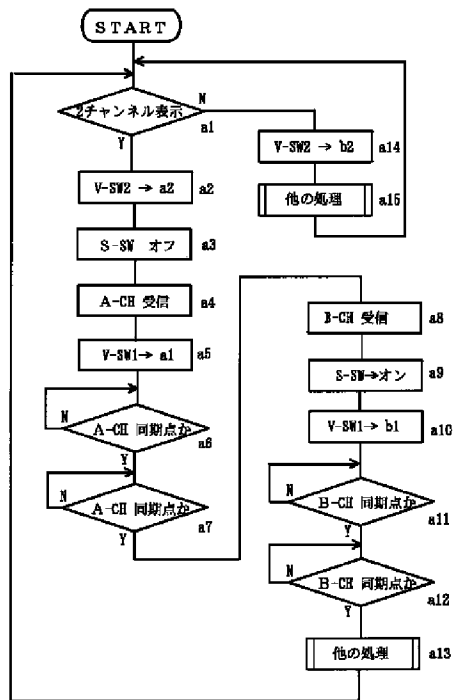 START
2チャンネル表示
a1
N
Y
V-SW2 → b2
a14
他の処理
a15
V-SW2 → a2
a2
S-SW オフ
a3
A-CH 受信
a4
V-SW1→ a1
a5
A-CH 同期点か
a6
N
Y
A-CH 同期点か
a7
N
Y
B-CH 受信
a8
S-SW→オン
a9
V-SW1→ b1
a10
B-CH 同期点か
a11
N
Y
B-CH 同期点か
a12
N
Y
他の処理
a13